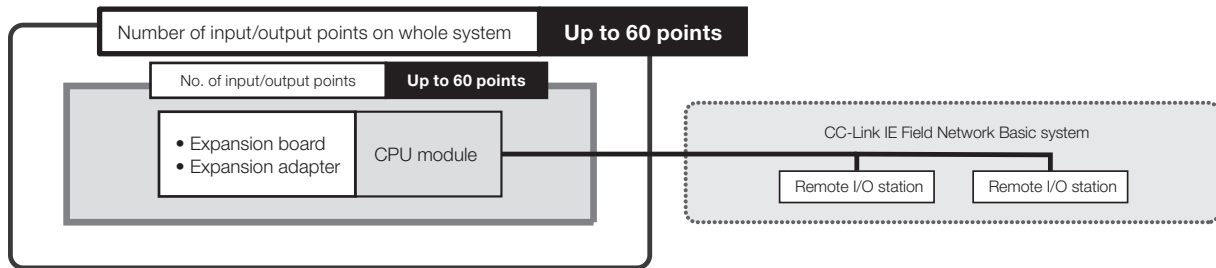 Number of input/output points on whole system Up to 60 points
No. of input/output points Up to 60 points
• Expansion board
• Expansion adapter
CPU module
CC-Link IE Field Network Basic system
Remote I/O station Remote I/O station